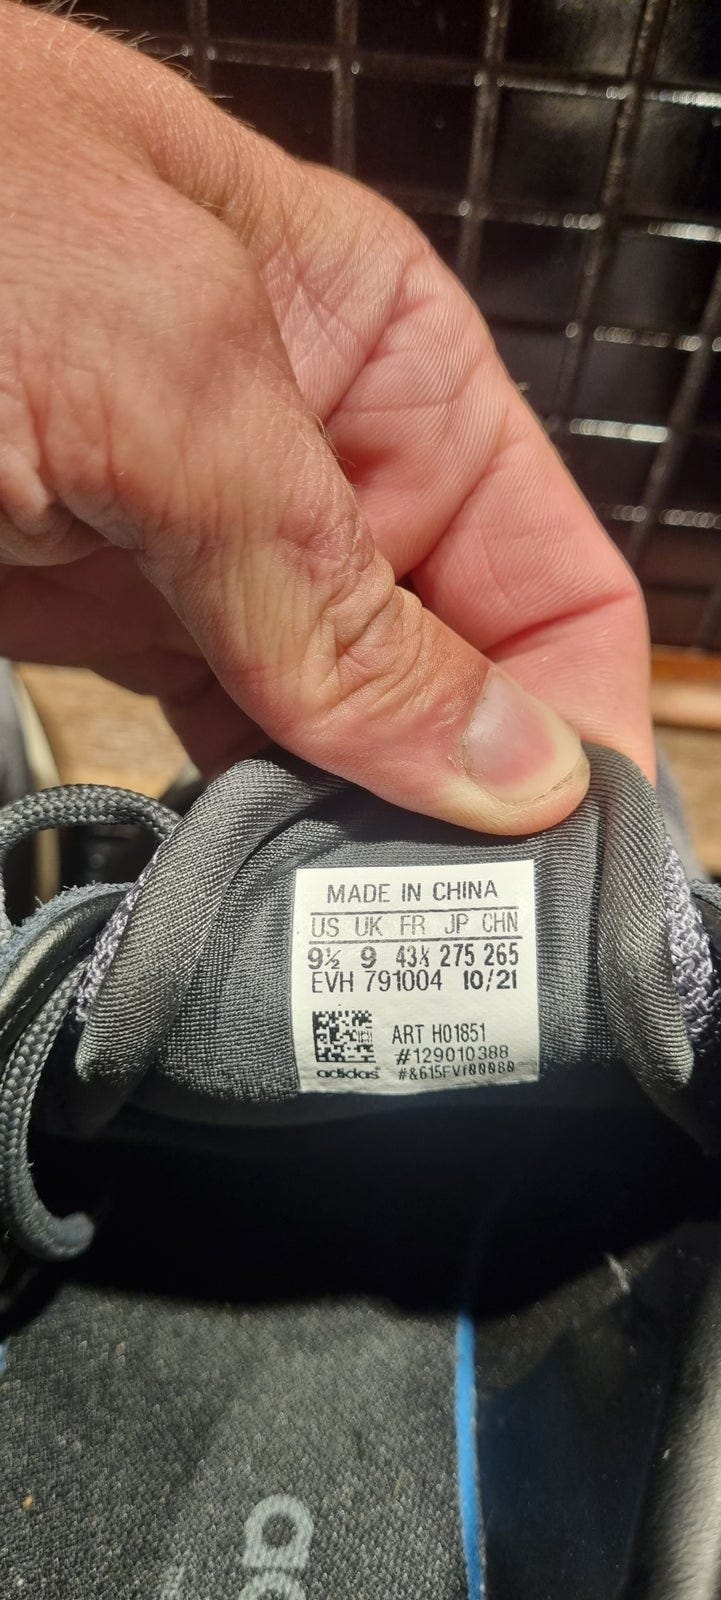 MADE IN CHINA
US UK FR JP CHN
9½ 9 43⅓ 275 265
EVH 791004 10/21
ART H01851
#129010388
adidas